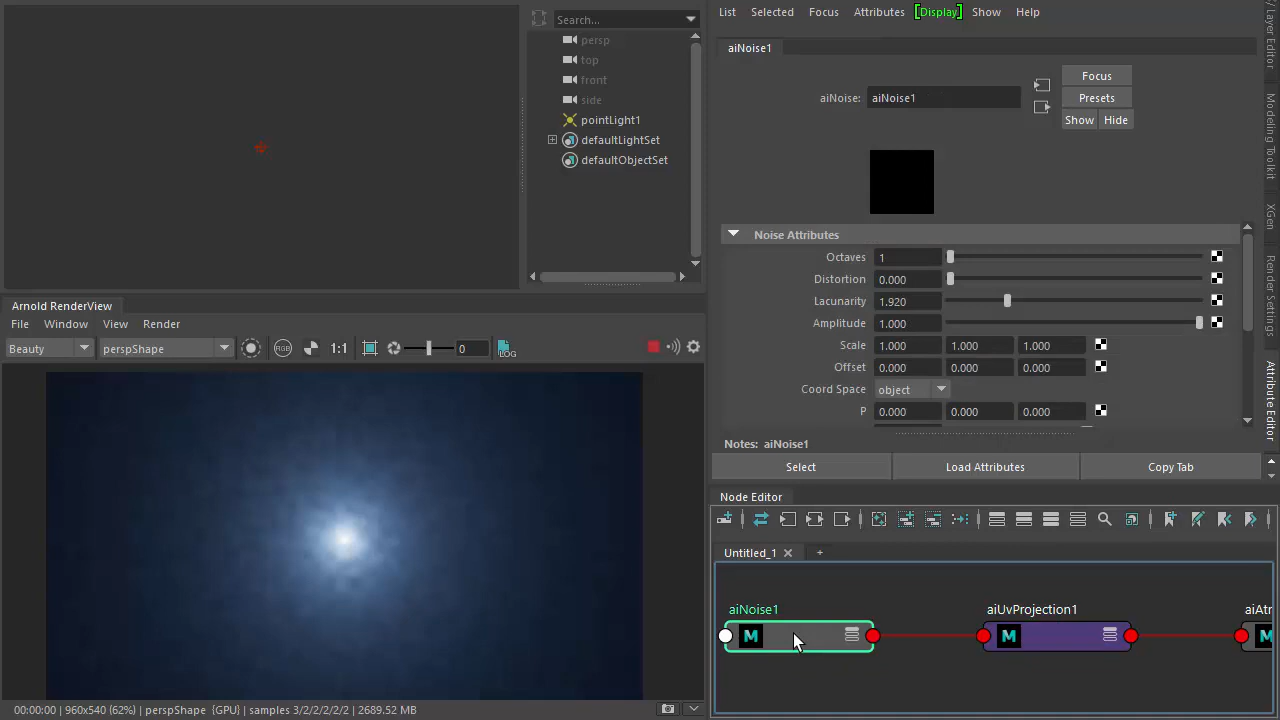 Search...
persp
top
front
side
pointLight1
defaultLightSet
defaultObjectSet
List Selected Focus Attributes [Display] Show Help
aiNoise1
aiNoise: aiNoise1
Focus
Presets
Show Hide
Noise Attributes
Octaves 1
Distortion 0.000
Lacunarity 1.920
Amplitude 1.000
Scale 1.000 1.000 1.000
Offset 0.000 0.000 0.000
Coord Space object
P 0.000 0.000 0.000
Notes: aiNoise1
Select Load Attributes Copy Tab
Layer Editor
Modeling Toolkit
XGen
Render Settings
Attribute Editor
Arnold RenderView
File Window View Render
Beauty perspShape RGB 1:1 0 LOG
00:00:00 | 960x540 (62%) | perspShape {GPU} | samples 3/2/2/2/2/2 | 2689.52 MB
Node Editor
Untitled_1
aiNoise1 aiUvProjection1 aiAtr
M M M